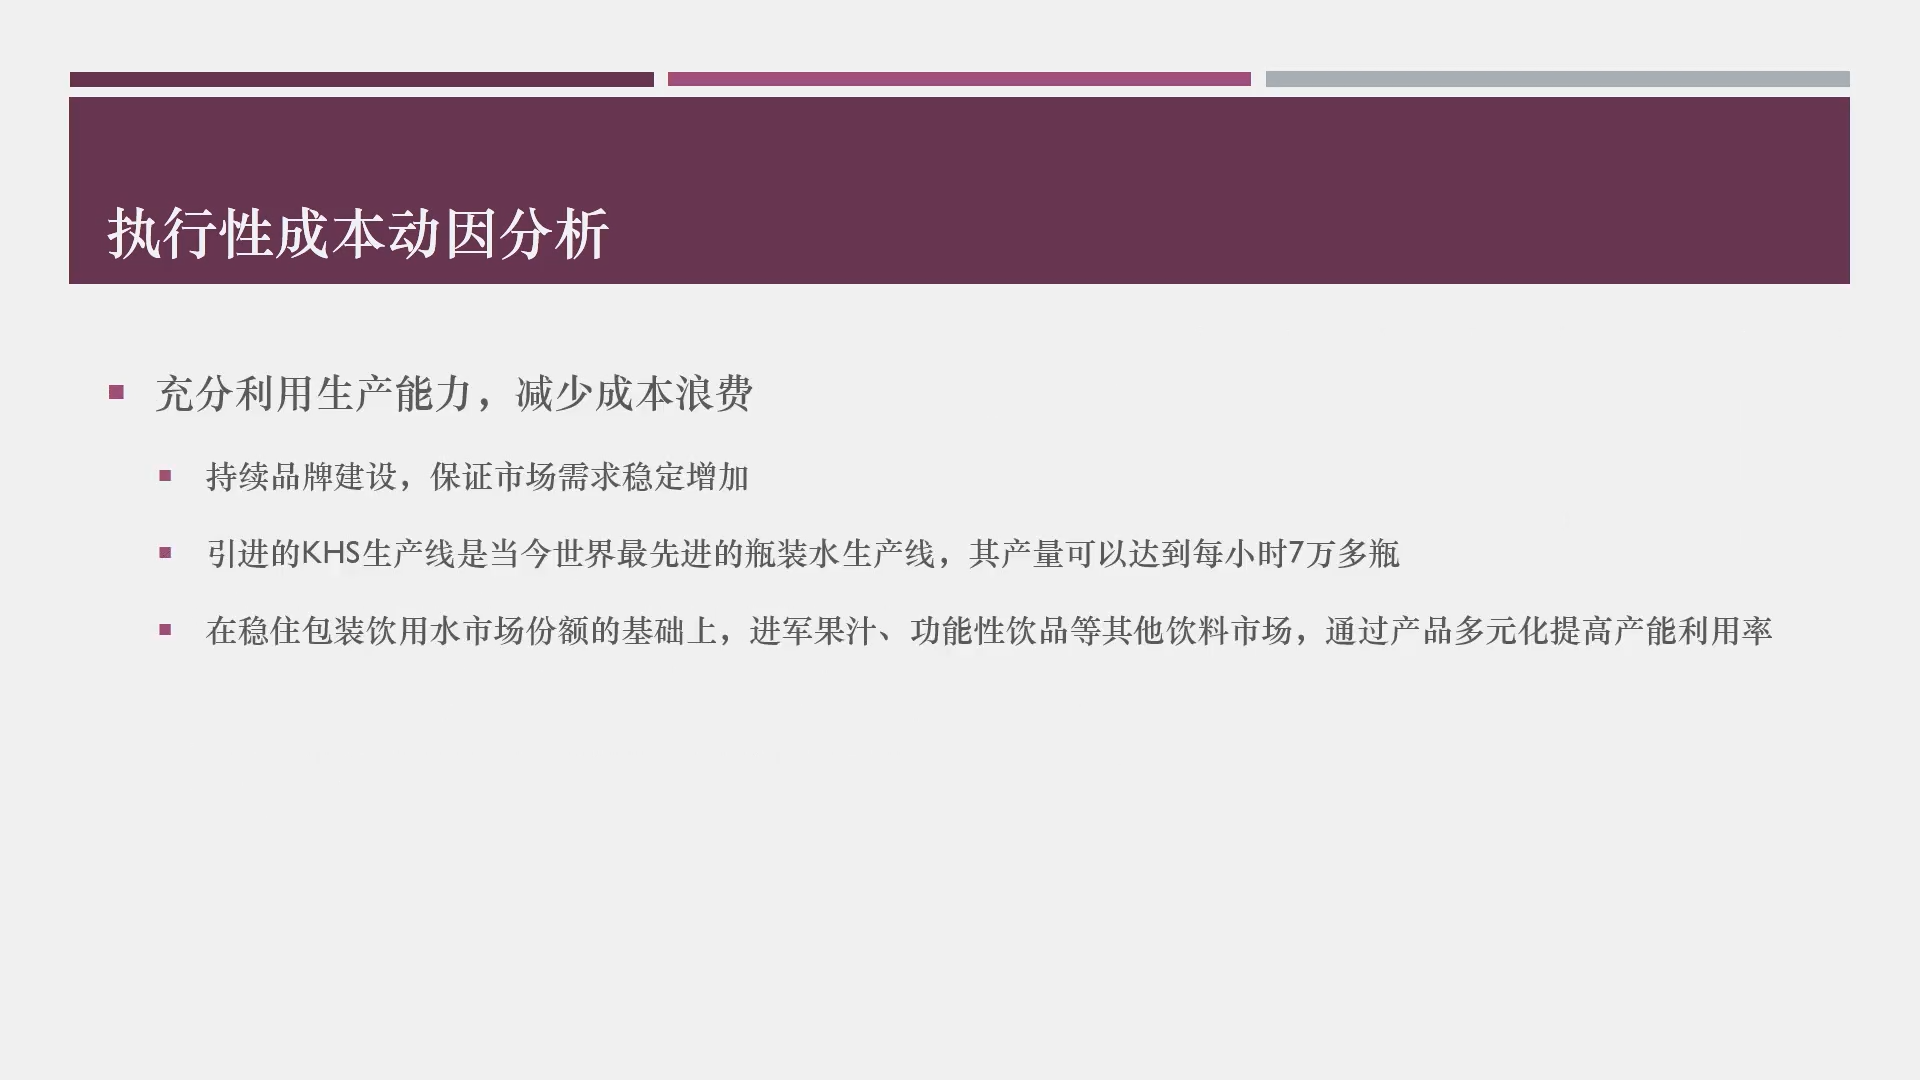 执行性成本动因分析
充分利用生产能力，减少成本浪费
持续品牌建设，保证市场需求稳定增加
引进的KHS生产线是当今世界最先进的瓶装水生产线，其产量可以达到每小时7万多瓶
在稳住包装饮用水市场份额的基础上，进军果汁、功能性饮品等其他饮料市场，通过产品多元化提高产能利用率